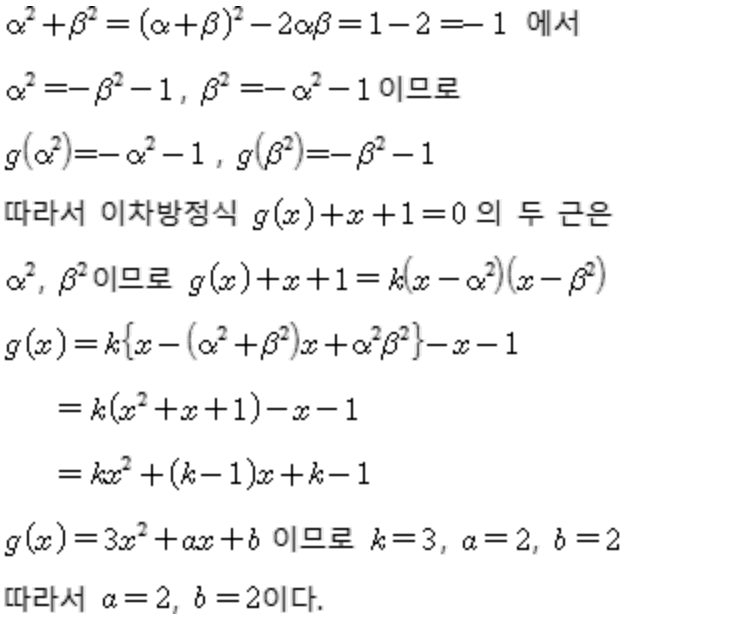 α²+β²=(α+β)²-2αβ=1-2=-1 에서
α²=-β²-1, β²=-α²-1 이므로
g(α²)=-α²-1, g(β²)=-β²-1
따라서 이차방정식 g(x)+x+1=0 의 두 근은
α², β² 이므로 g(x)+x+1=k(x-α²)(x-β²)
g(x)=k{x-(α²+β²)x+α²β²}-x-1
=k(x²+x+1)-x-1
=kx²+(k-1)x+k-1
g(x)=3x²+ax+b 이므로 k=3, a=2, b=2
따라서 a=2, b=2이다.